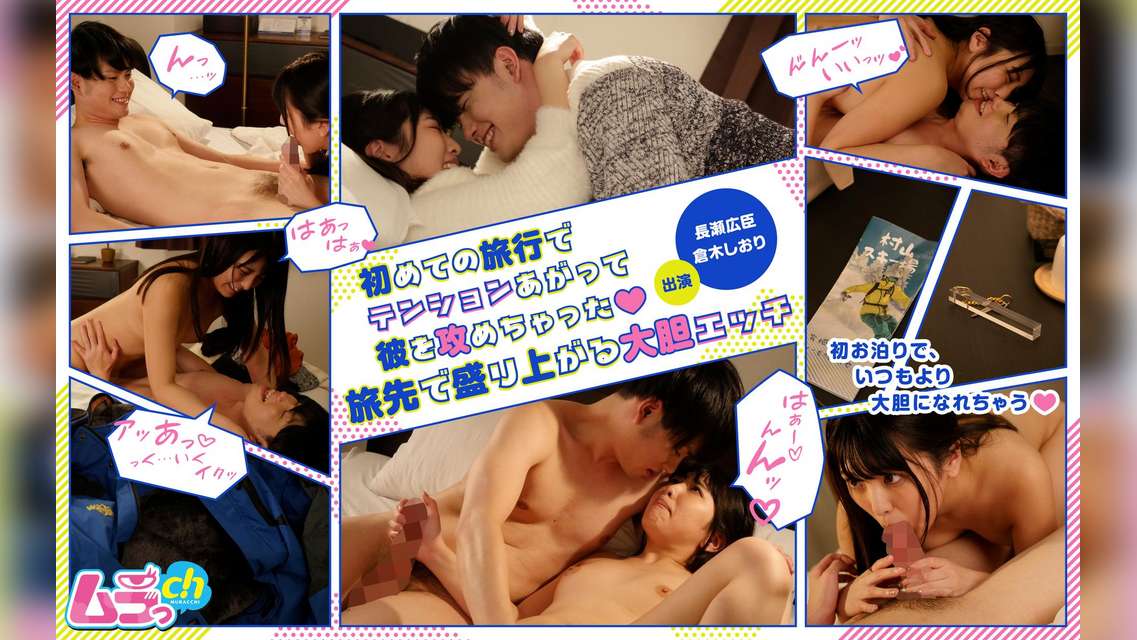 んっ
…ッ
んんーッ
いいっッ♥
はあっ
はぁ♥
初めての旅行で
テンションあがって
彼を攻めちゃった♥
旅先で盛り上がる大胆エッチ
長瀬広臣
倉木しおり
出演
初お泊りで、
いつもより
大胆になれちゃう♥
アッあっ♡
っく…いく
イクッ
はぁー♡
んん
んッ
ムラっch
MURACCHI